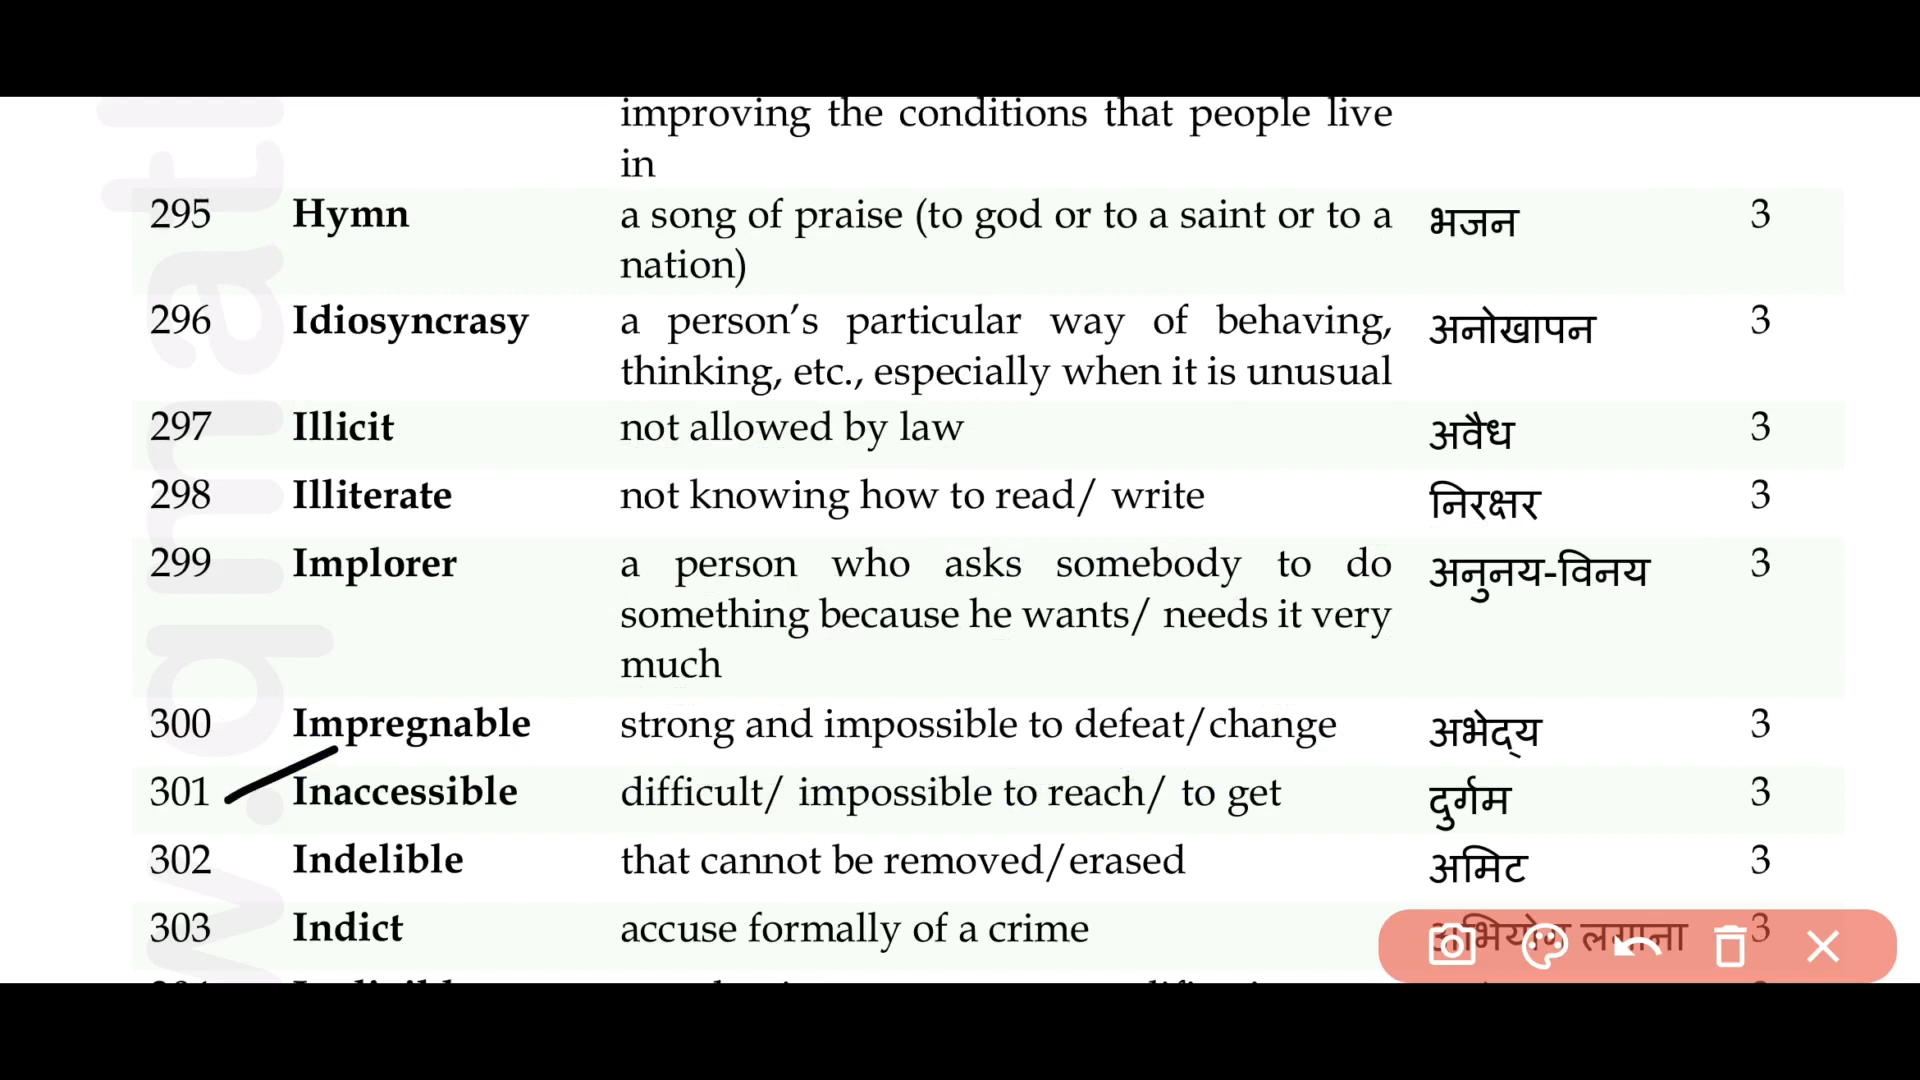 improving the conditions that people live
in
295 Hymn a song of praise (to god or to a saint or to a भजन 3
nation)
296 Idiosyncrasy a person's particular way of behaving, अनोखापन 3
thinking, etc., especially when it is unusual
297 Illicit not allowed by law अवैध 3
298 Illiterate not knowing how to read/ write निरक्षर 3
299 Implorer a person who asks somebody to do अनुनय-विनय 3
something because he wants/ needs it very
much
300 Impregnable strong and impossible to defeat/change अभेद्‌य 3
301 Inaccessible difficult/ impossible to reach/ to get दुर्गम 3
302 Indelible that cannot be removed/erased अमिट 3
303 Indict accuse formally of a crime अभियोग लगाना 3